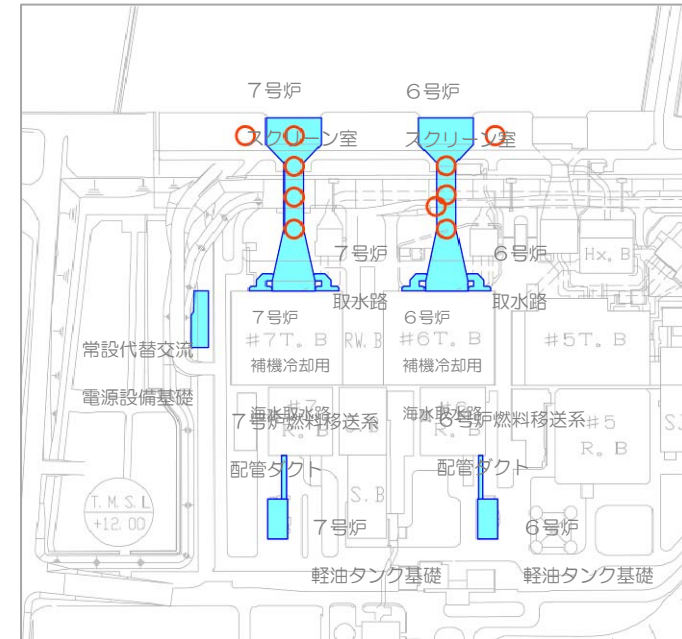 7号炉
6号炉
スクリーン室
スクリーン室
7号炉
6号炉
Hx. B
取水路
取水路
7号炉
6号炉
#7T. B
RW. B
#6T. B
#5T. B
常設代替交流
補機冷却用
補機冷却用
電源設備基礎
#7
R. B
#6
R. B
海水取水路
海水取水路
7号炉燃料移送系
6号炉燃料移送系
#5
R. B
配管ダクト
配管ダクト
S. B
T. M. S. L
+12. 00
7号炉
6号炉
軽油タンク基礎
軽油タンク基礎